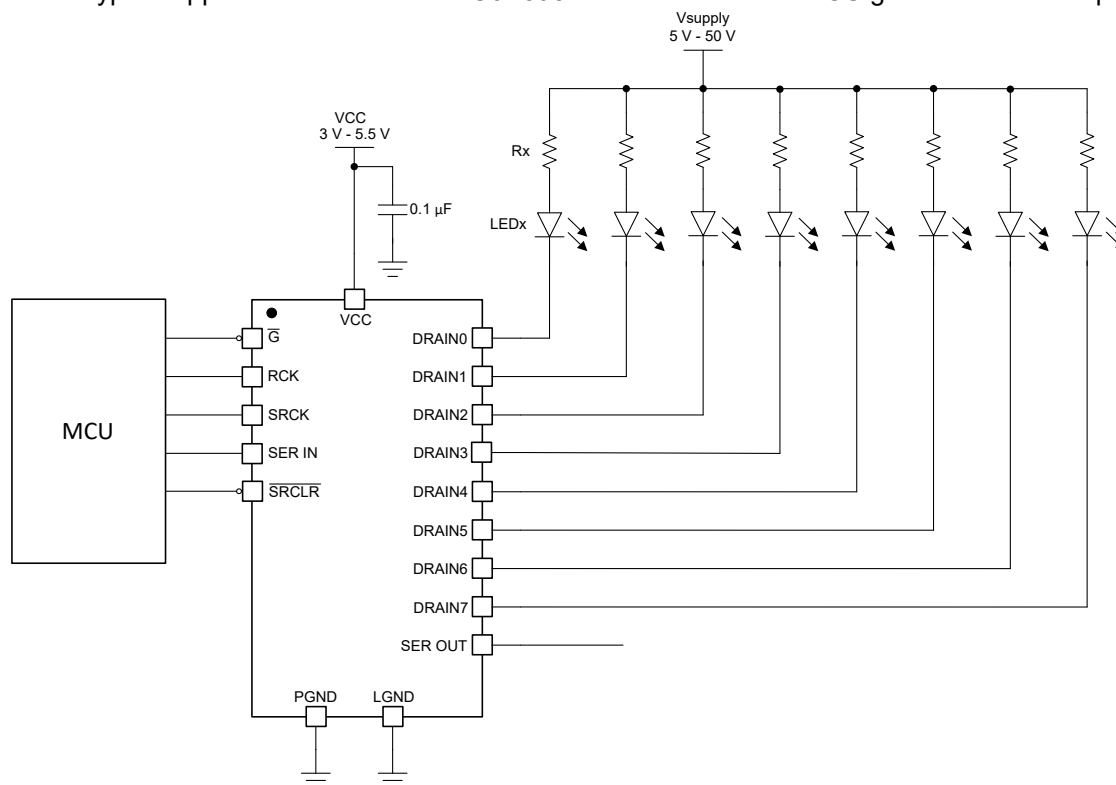 Vsupply
5 V - 50 V
VCC
3 V - 5.5 V
Rx
0.1 µF
LEDx
VCC
G
DRAIN0
RCK
DRAIN1
SRCK
DRAIN2
MCU
SER IN
DRAIN3
SRCLR
DRAIN4
DRAIN5
DRAIN6
DRAIN7
SER OUT
PGND
LGND